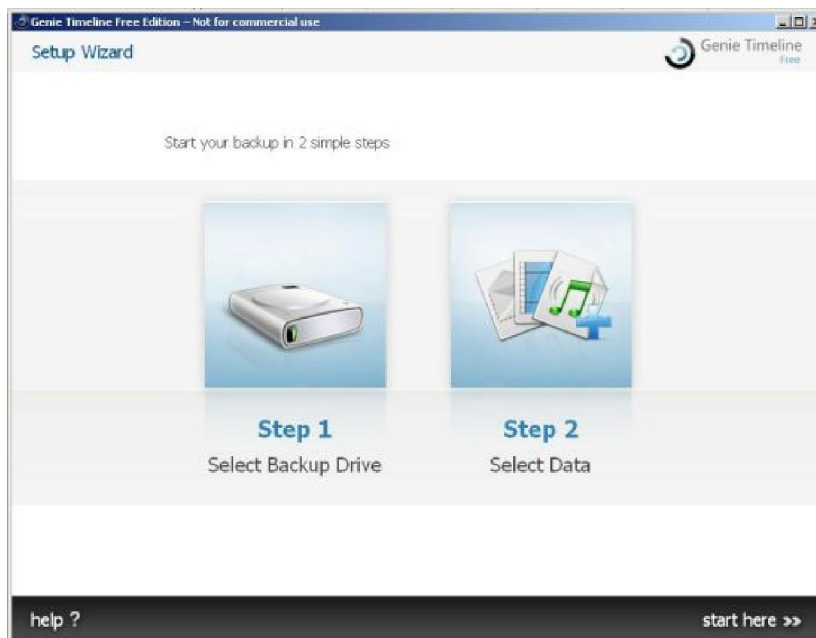 Genie Timeline Free Edition – Not for commercial use
Setup Wizard
Genie Timeline
Free
Start your backup in 2 simple steps
Step 1
Select Backup Drive
Step 2
Select Data
help ?
start here >>